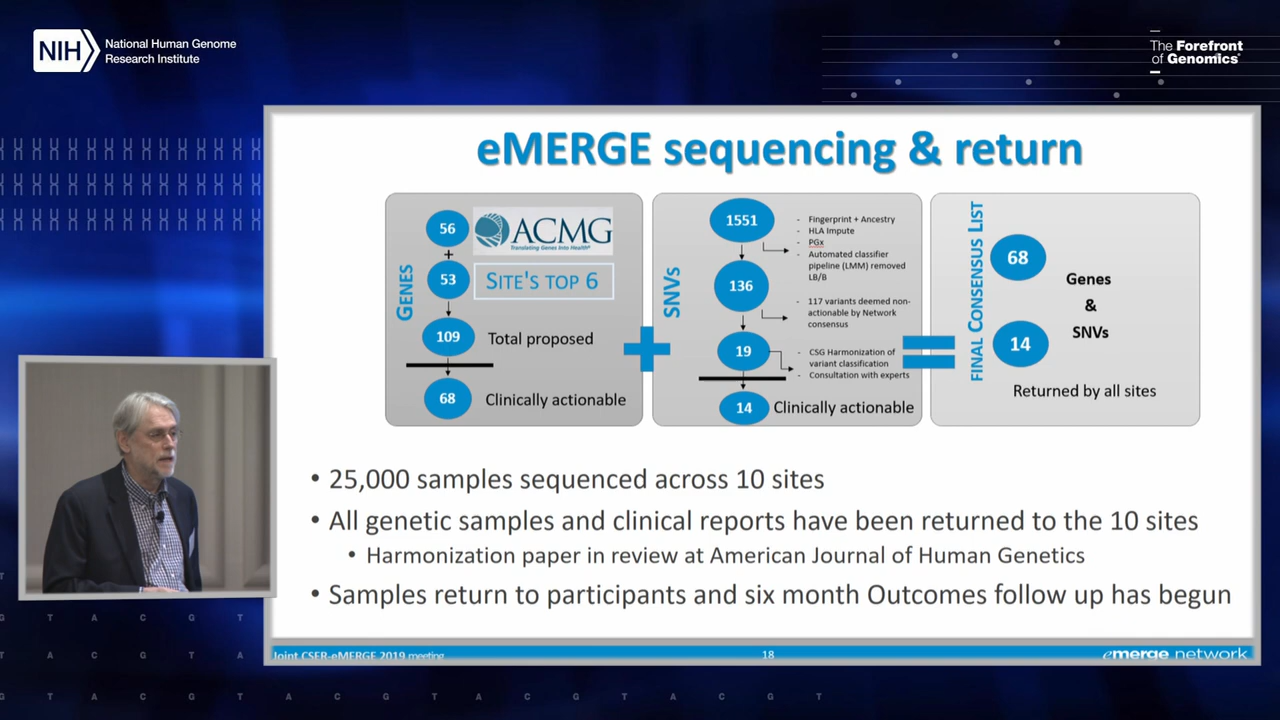 NIH
National Human Genome
Research Institute
The Forefront
of Genomics®
eMERGE sequencing & return
GENES
56
+
53
109
68
ACMG
Translating Genes Into Health®
SITE'S TOP 6
Total proposed
Clinically actionable
+
SNVs
1551
136
19
14
- Fingerprint + Ancestry
- HLA Impute
- PGx
- Automated classifier
pipeline (LMM) removed
LB/B
- 117 variants deemed non-
actionable by Network
consensus
- CSG Harmonization of
variant classification
- Consultation with experts
Clinically actionable
=
FINAL CONSENSUS LIST
68
14
Genes
&
SNVs
Returned by all sites
• 25,000 samples sequenced across 10 sites
• All genetic samples and clinical reports have been returned to the 10 sites
• Harmonization paper in review at American Journal of Human Genetics
• Samples return to participants and six month Outcomes follow up has begun
Joint CSER-eMERGE 2019 meeting
18
emerge network
T
G T A C G T
T A C G T A
G T A C G T A C G T A C G T A C G T